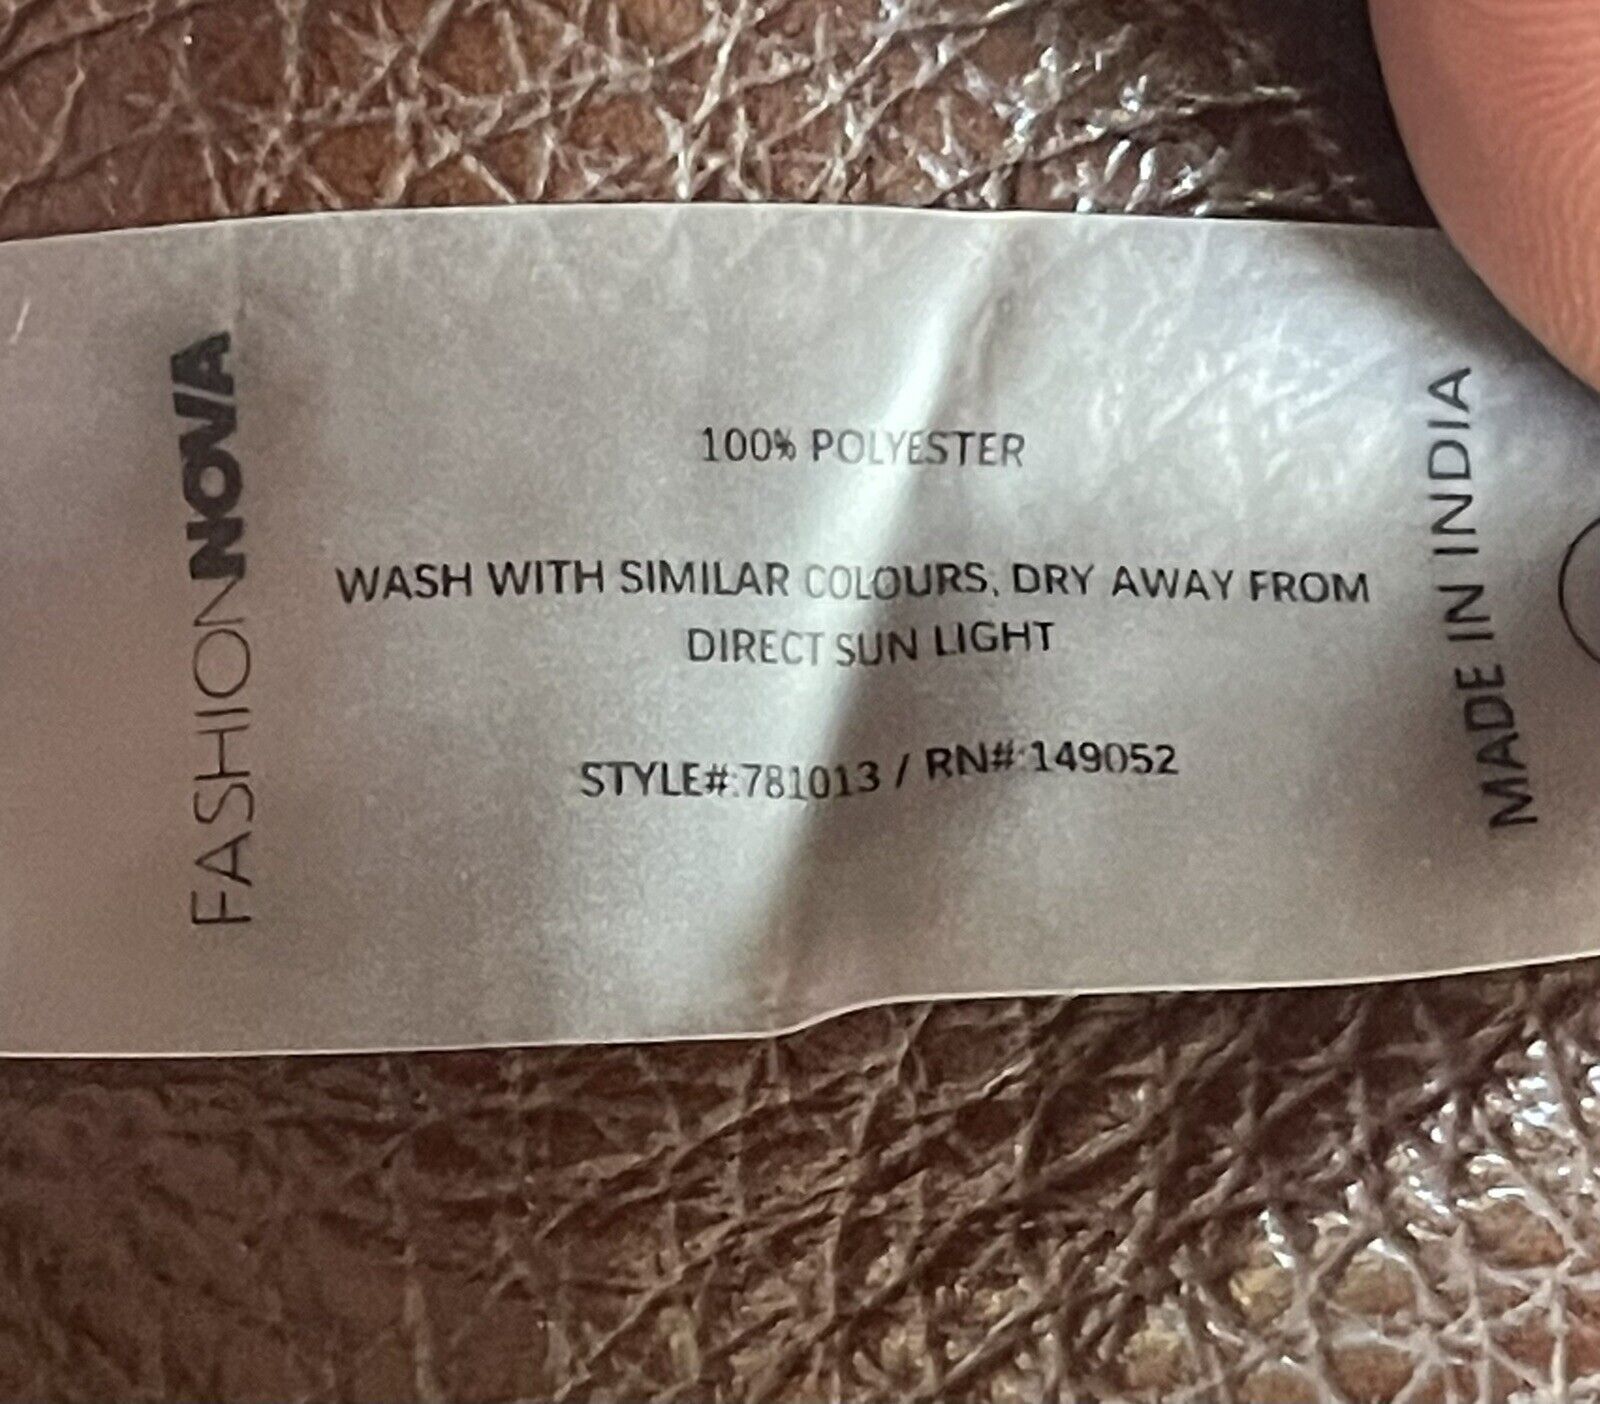 FASHIONNOVA
100% POLYESTER
WASH WITH SIMILAR COLOURS, DRY AWAY FROM
DIRECT SUN LIGHT
STYLE#:781013 / RN#:149052
MADE IN INDIA